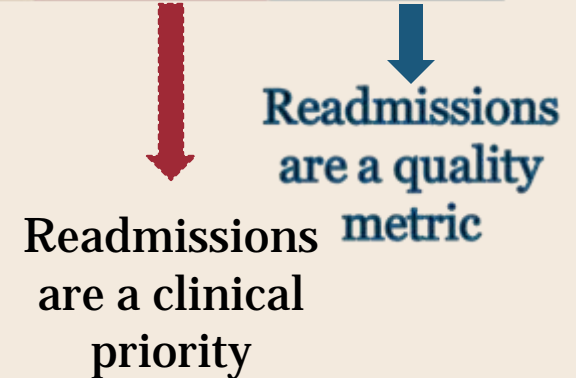 Readmissions
are a quality
metric
Readmissions
are a clinical
priority